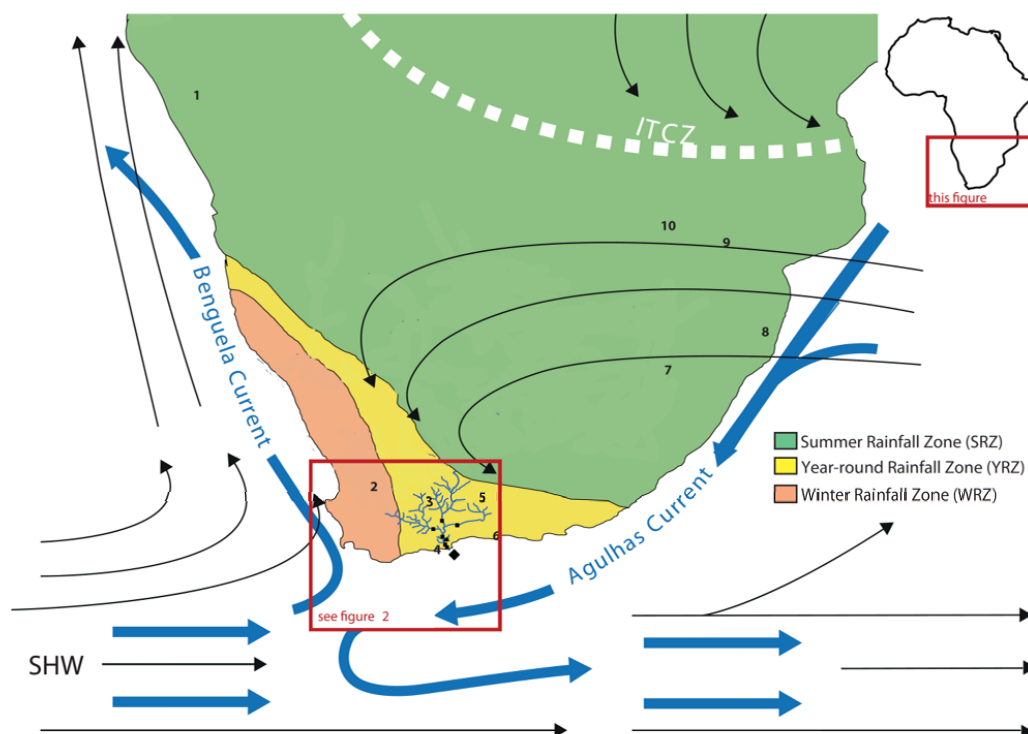 1
ITCZ
this figure
10
9
Benguela Current
8
7
Summer Rainfall Zone (SRZ)
Year-round Rainfall Zone (YRZ)
Winter Rainfall Zone (WRZ)
2
3
5
4
6
Agulhas Current
see figure 2
SHW